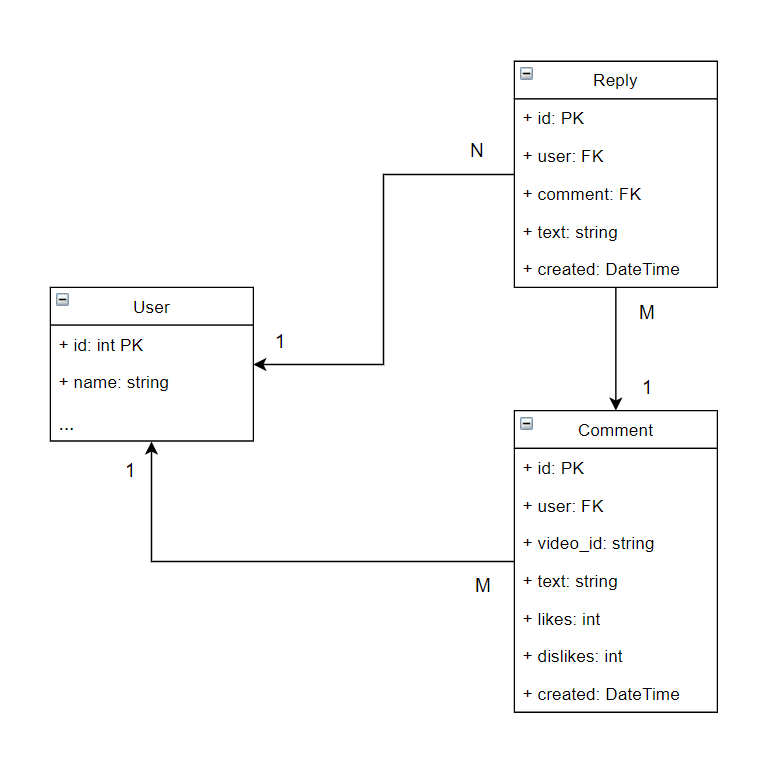 Reply
+ id: PK
+ user: FK
+ comment: FK
+ text: string
+ created: DateTime
N
M
1
1
User
+ id: int PK
+ name: string
...
1
M
Comment
+ id: PK
+ user: FK
+ video_id: string
+ text: string
+ likes: int
+ dislikes: int
+ created: DateTime